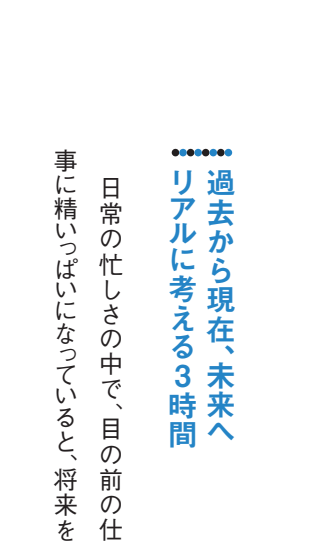 過去から現在、未来へ
リアルに考える3時間
日常の忙しさの中で、目の前の仕
事に精いっぱいになっていると、将来を